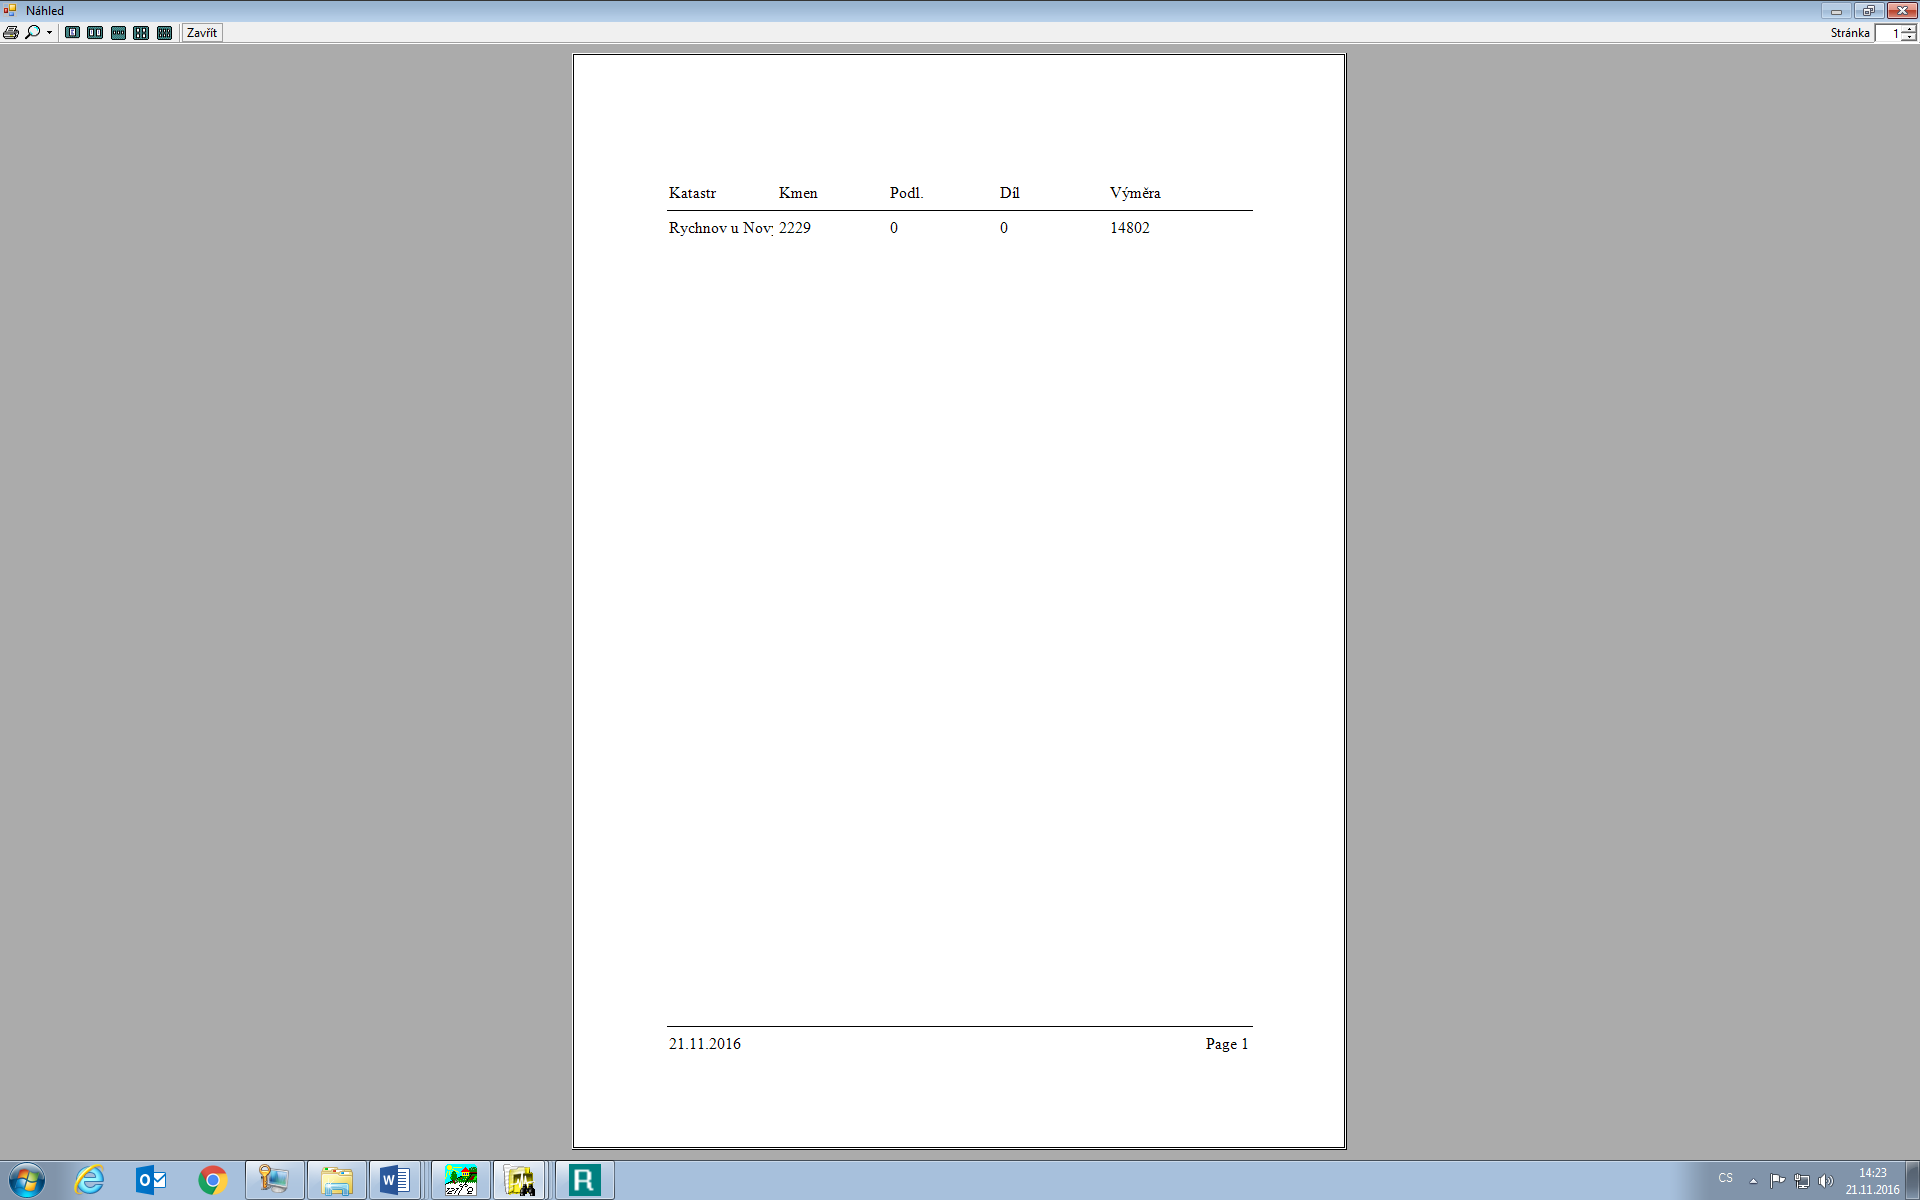 Náhled
Zavřít
Stránka 1
Katastr Kmen Podl. Díl Výměra
Rychnov u Nov 2229 0 0 14802
21.11.2016 Page 1
CS 14:23
21.11.2016